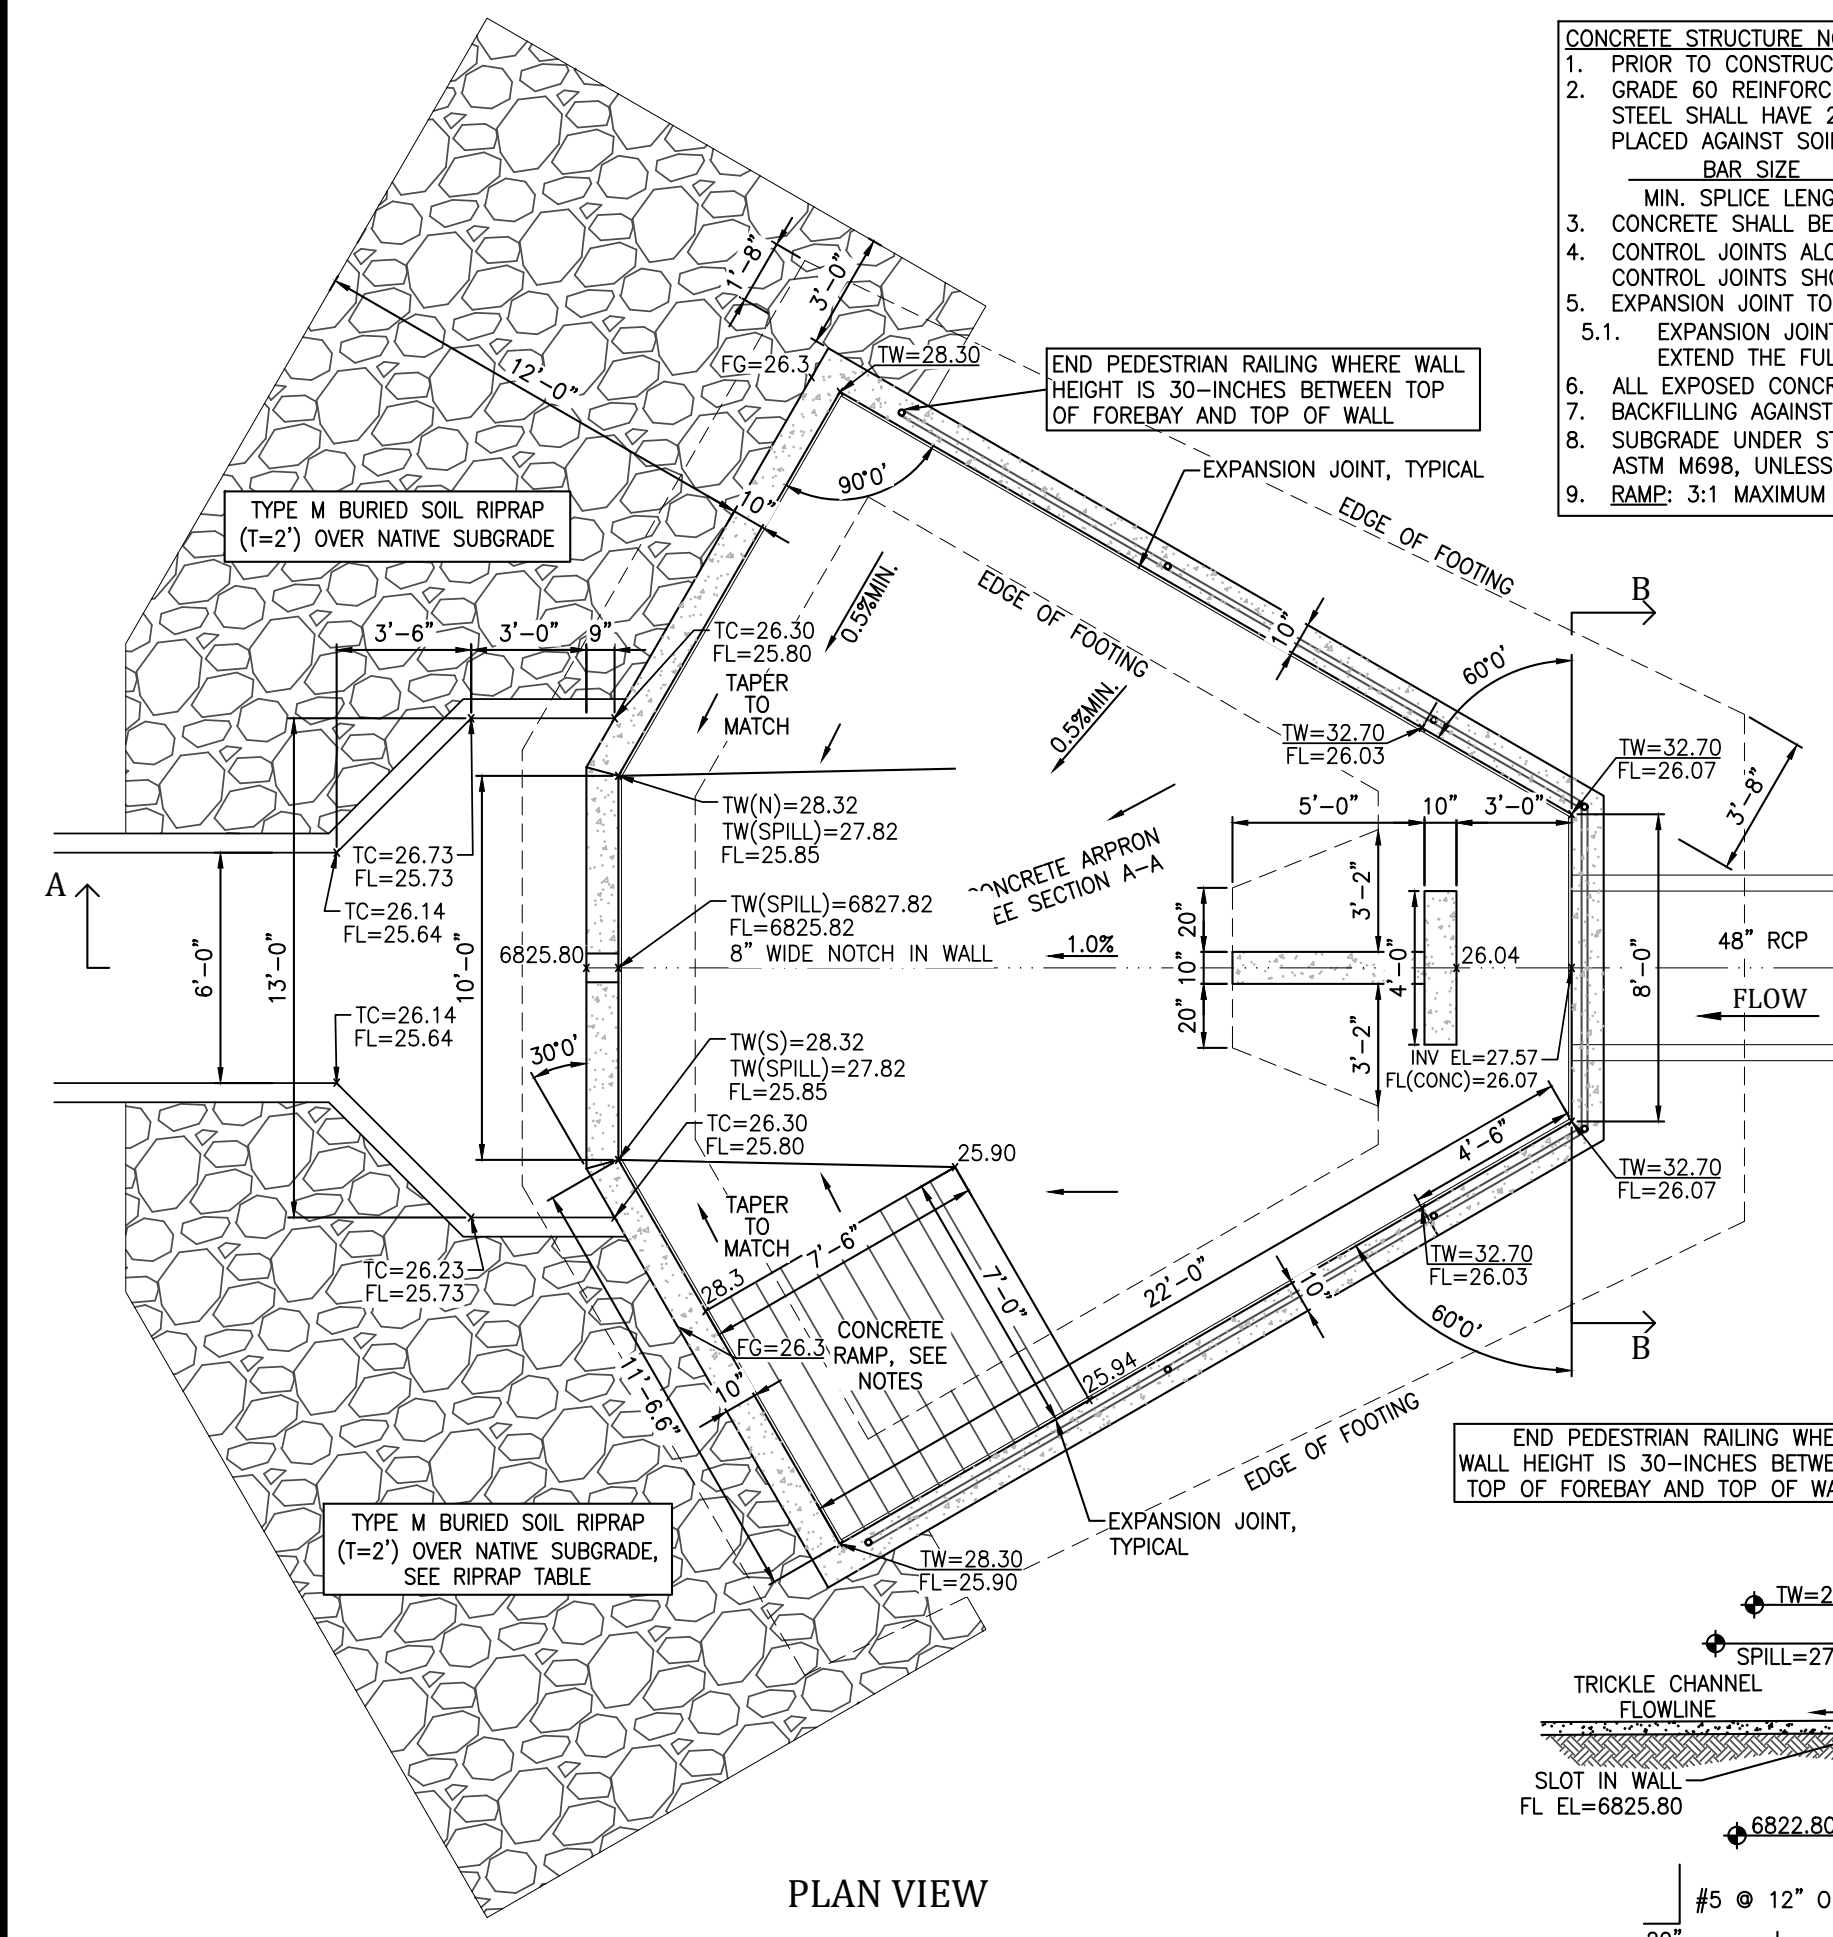 CONCRETE STRUCTURE
1. PRIOR TO
2. GRADE 60
STEEL SHALL HAVE
PLACED AGAINST
BAR SIZE
MIN. SPLICE
3. CONCRETE SHALL BE
4. CONTROL JOINTS
CONTROL JOINTS
5. EXPANSION JOINT TO
5.1. EXPANSION
EXTEND THE
6. ALL EXPOSED
7. BACKFILLING AGAINST
8. SUBGRADE UNDER
ASTM M698, UNLESS
9. RAMP: 3:1 MAXIMUM
1'-8"
3'-0"
FG=26.3
TW=28.30
END PEDESTRIAN RAILING WHERE WALL
HEIGHT IS 30-INCHES BETWEEN TOP
OF FOREBAY AND TOP OF WALL
12'-0"
10"
90°0'
EXPANSION JOINT, TYPICAL
TYPE M BURIED SOIL RIPRAP
(T=2') OVER NATIVE SUBGRADE
EDGE OF FOOTING
EDGE OF FOOTING
0.5%MIN.
0.5%MIN.
B
3'-6"
3'-0"
9"
TC=26.30
FL=25.80
TAPER
TO
MATCH
10"
60°0'
TW=32.70
FL=26.03
TW=32.70
FL=26.07
3'-8"
TW(N)=28.32
TW(SPILL)=27.82
FL=25.85
5'-0"
10"
3'-0"
TC=26.73
FL=25.73
TC=26.14
FL=25.64
A
ARPRON
SECTION A-A
TW(SPILL)=6827.82
FL=6825.82
8" WIDE NOTCH IN WALL
6825.80
1.0%
6'-0"
13'-0"
10'-0"
20"
10"
20"
3'-2"
4'-0"
3'-2"
26.04
8'-0"
48" RCP
FLOW
TC=26.14
FL=25.64
30°0'
TW(S)=28.32
TW(SPILL)=27.82
FL=25.85
INV EL=27.57
FL(CONC)=26.07
TC=26.30
FL=25.80
25.90
4'-6"
TW=32.70
FL=26.07
TAPER
TO
MATCH
7'-6"
28.3
7'-0"
22'-0"
TW=32.70
FL=26.03
10"
60°0'
B
TC=26.23
FL=25.73
FG=26.3
CONCRETE
RAMP, SEE
NOTES
10"
11'-6.6"
25.94
EDGE OF FOOTING
END PEDESTRIAN RAILING
WALL HEIGHT IS 30-INCHES
TOP OF FOREBAY AND TOP OF
TYPE M BURIED SOIL RIPRAP
(T=2') OVER NATIVE SUBGRADE,
SEE RIPRAP TABLE
EXPANSION JOINT,
TYPICAL
TW=28.30
FL=25.90
TRICKLE CHANNEL
FLOWLINE
SLOT IN WALL
FL EL=6825.80
6822.80
#5 @ 12"
PLAN VIEW